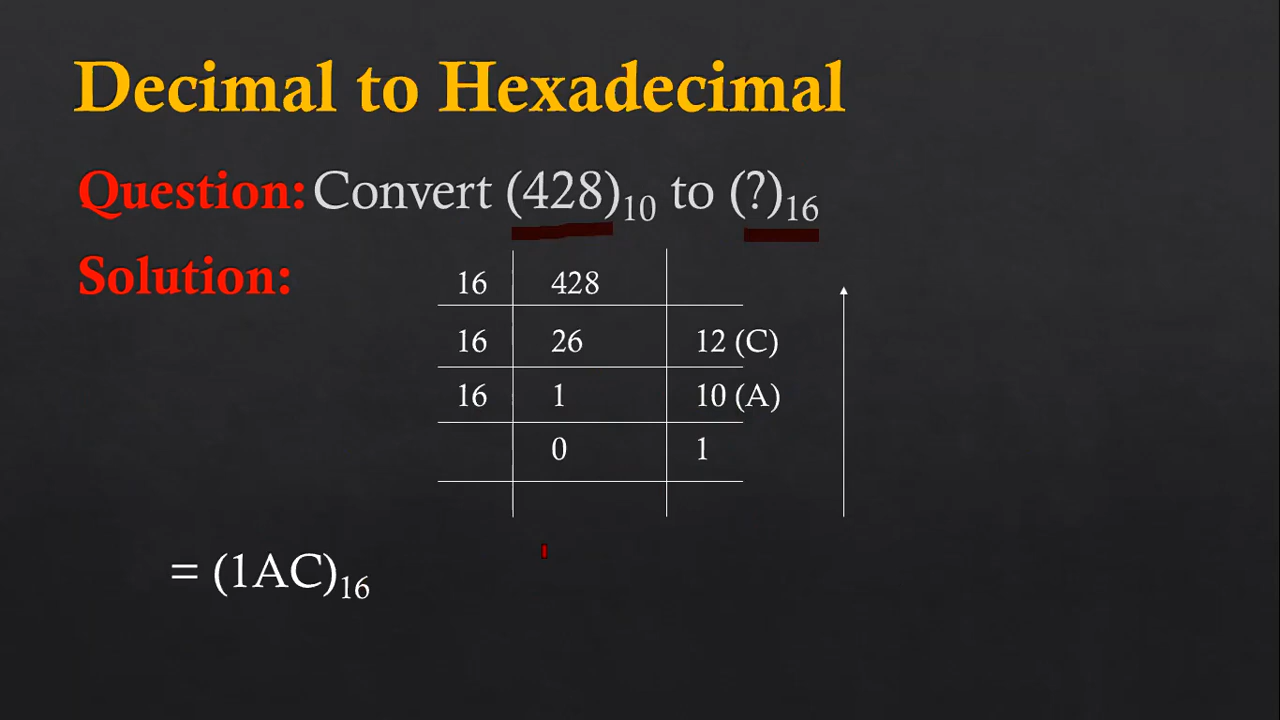 Decimal to Hexadecimal
Question: Convert (428)₁₀ to (?)₁₆
Solution:
16 428
16 26 12 (C)
16 1 10 (A)
0 1
= (1AC)₁₆